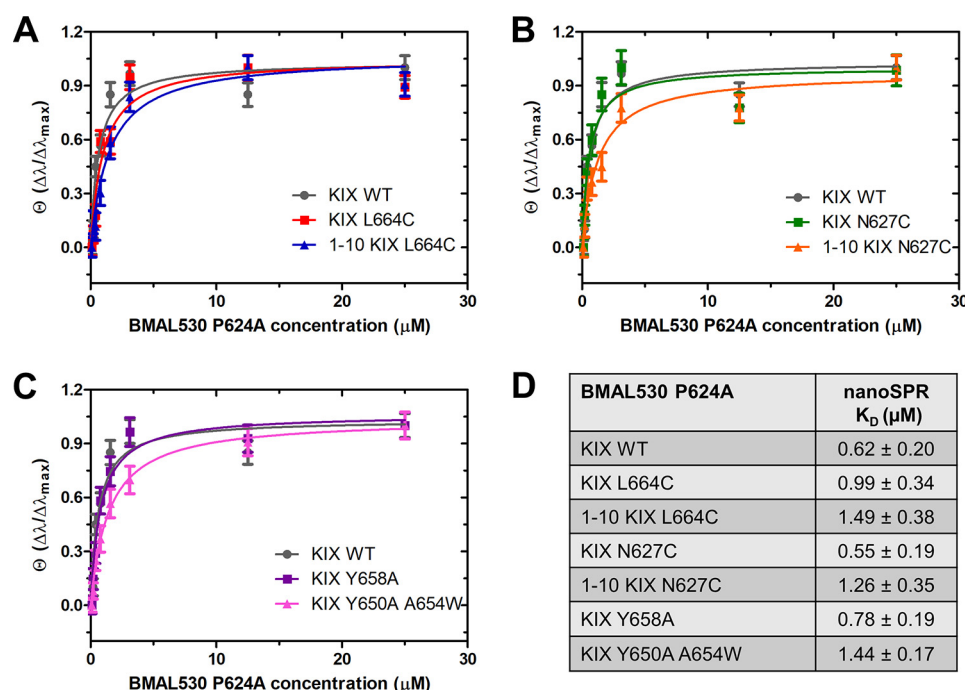 A
Θ (Δλ/Δλmax)
1.2
0.9
0.6
0.3
0.0
KIX WT
KIX L664C
1-10 KIX L664C
0 10 20 30
BMAL530 P624A concentration (μM)
B
Θ (Δλ/Δλmax)
1.2
0.9
0.6
0.3
0.0
KIX WT
KIX N627C
1-10 KIX N627C
0 10 20 30
BMAL530 P624A concentration (μM)
C
Θ (Δλ/Δλmax)
1.2
0.9
0.6
0.3
0.0
KIX WT
KIX Y658A
KIX Y650A A654W
0 10 20 30
BMAL530 P624A concentration (μM)
D
BMAL530 P624A nanoSPR
KD (μM)
KIX WT 0.62 ± 0.20
KIX L664C 0.99 ± 0.34
1-10 KIX L664C 1.49 ± 0.38
KIX N627C 0.55 ± 0.19
1-10 KIX N627C 1.26 ± 0.35
KIX Y658A 0.78 ± 0.19
KIX Y650A A654W 1.44 ± 0.17